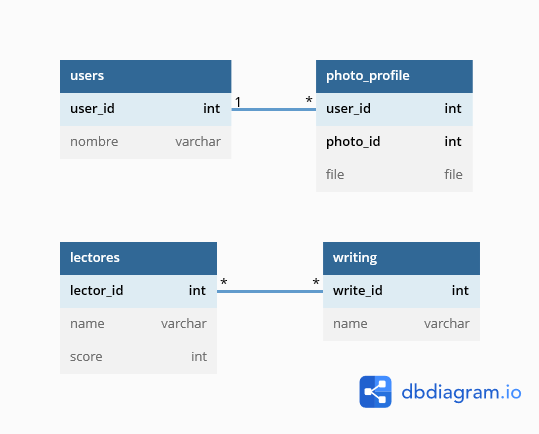 users
user_id int
nombre varchar
1 *
photo_profile
user_id int
photo_id int
file file
lectores
lector_id int
name varchar
score int
* *
writing
write_id int
name varchar
dbdiagram.io